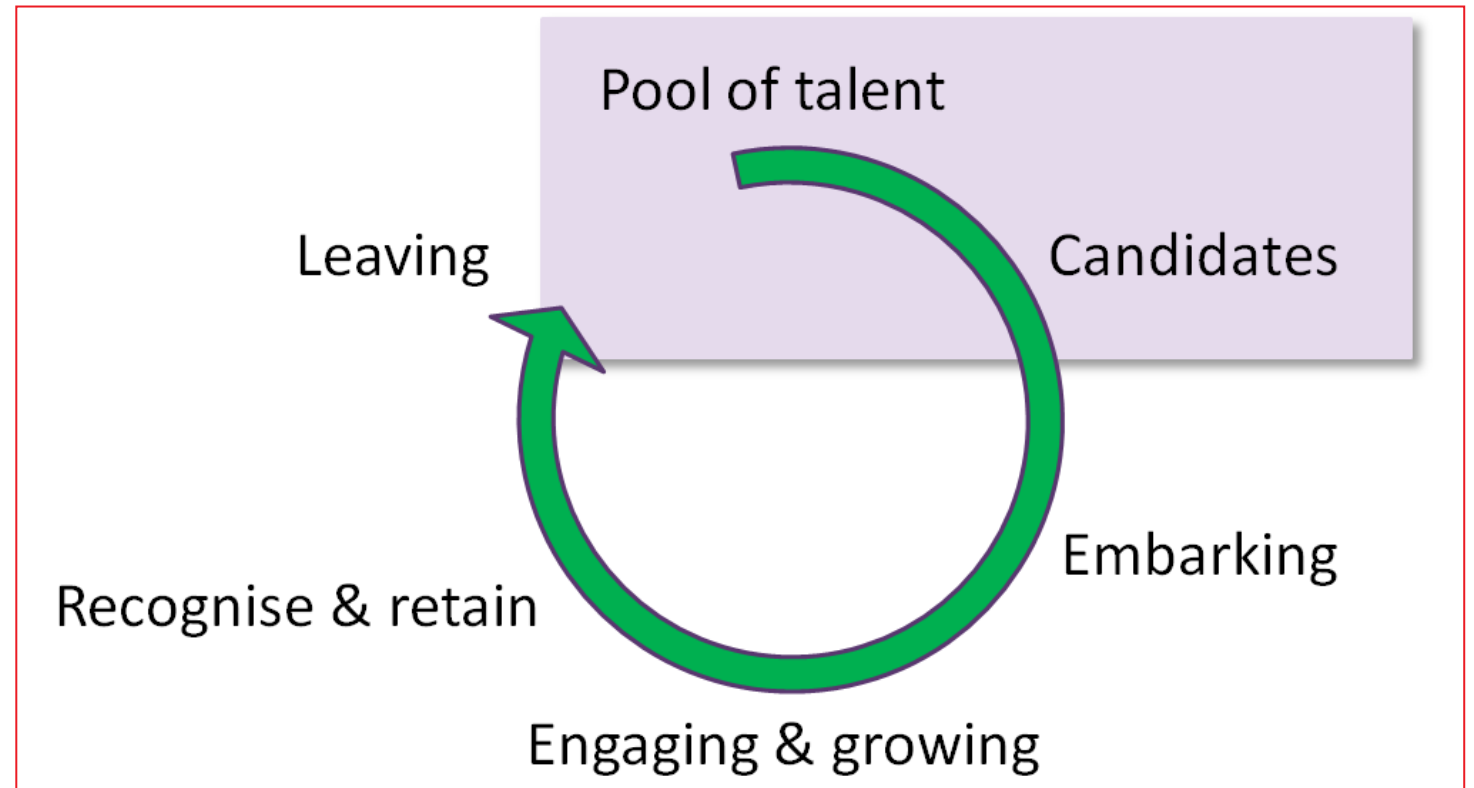 Pool of talent
Candidates
Embarking
Engaging & growing
Recognise & retain
Leaving